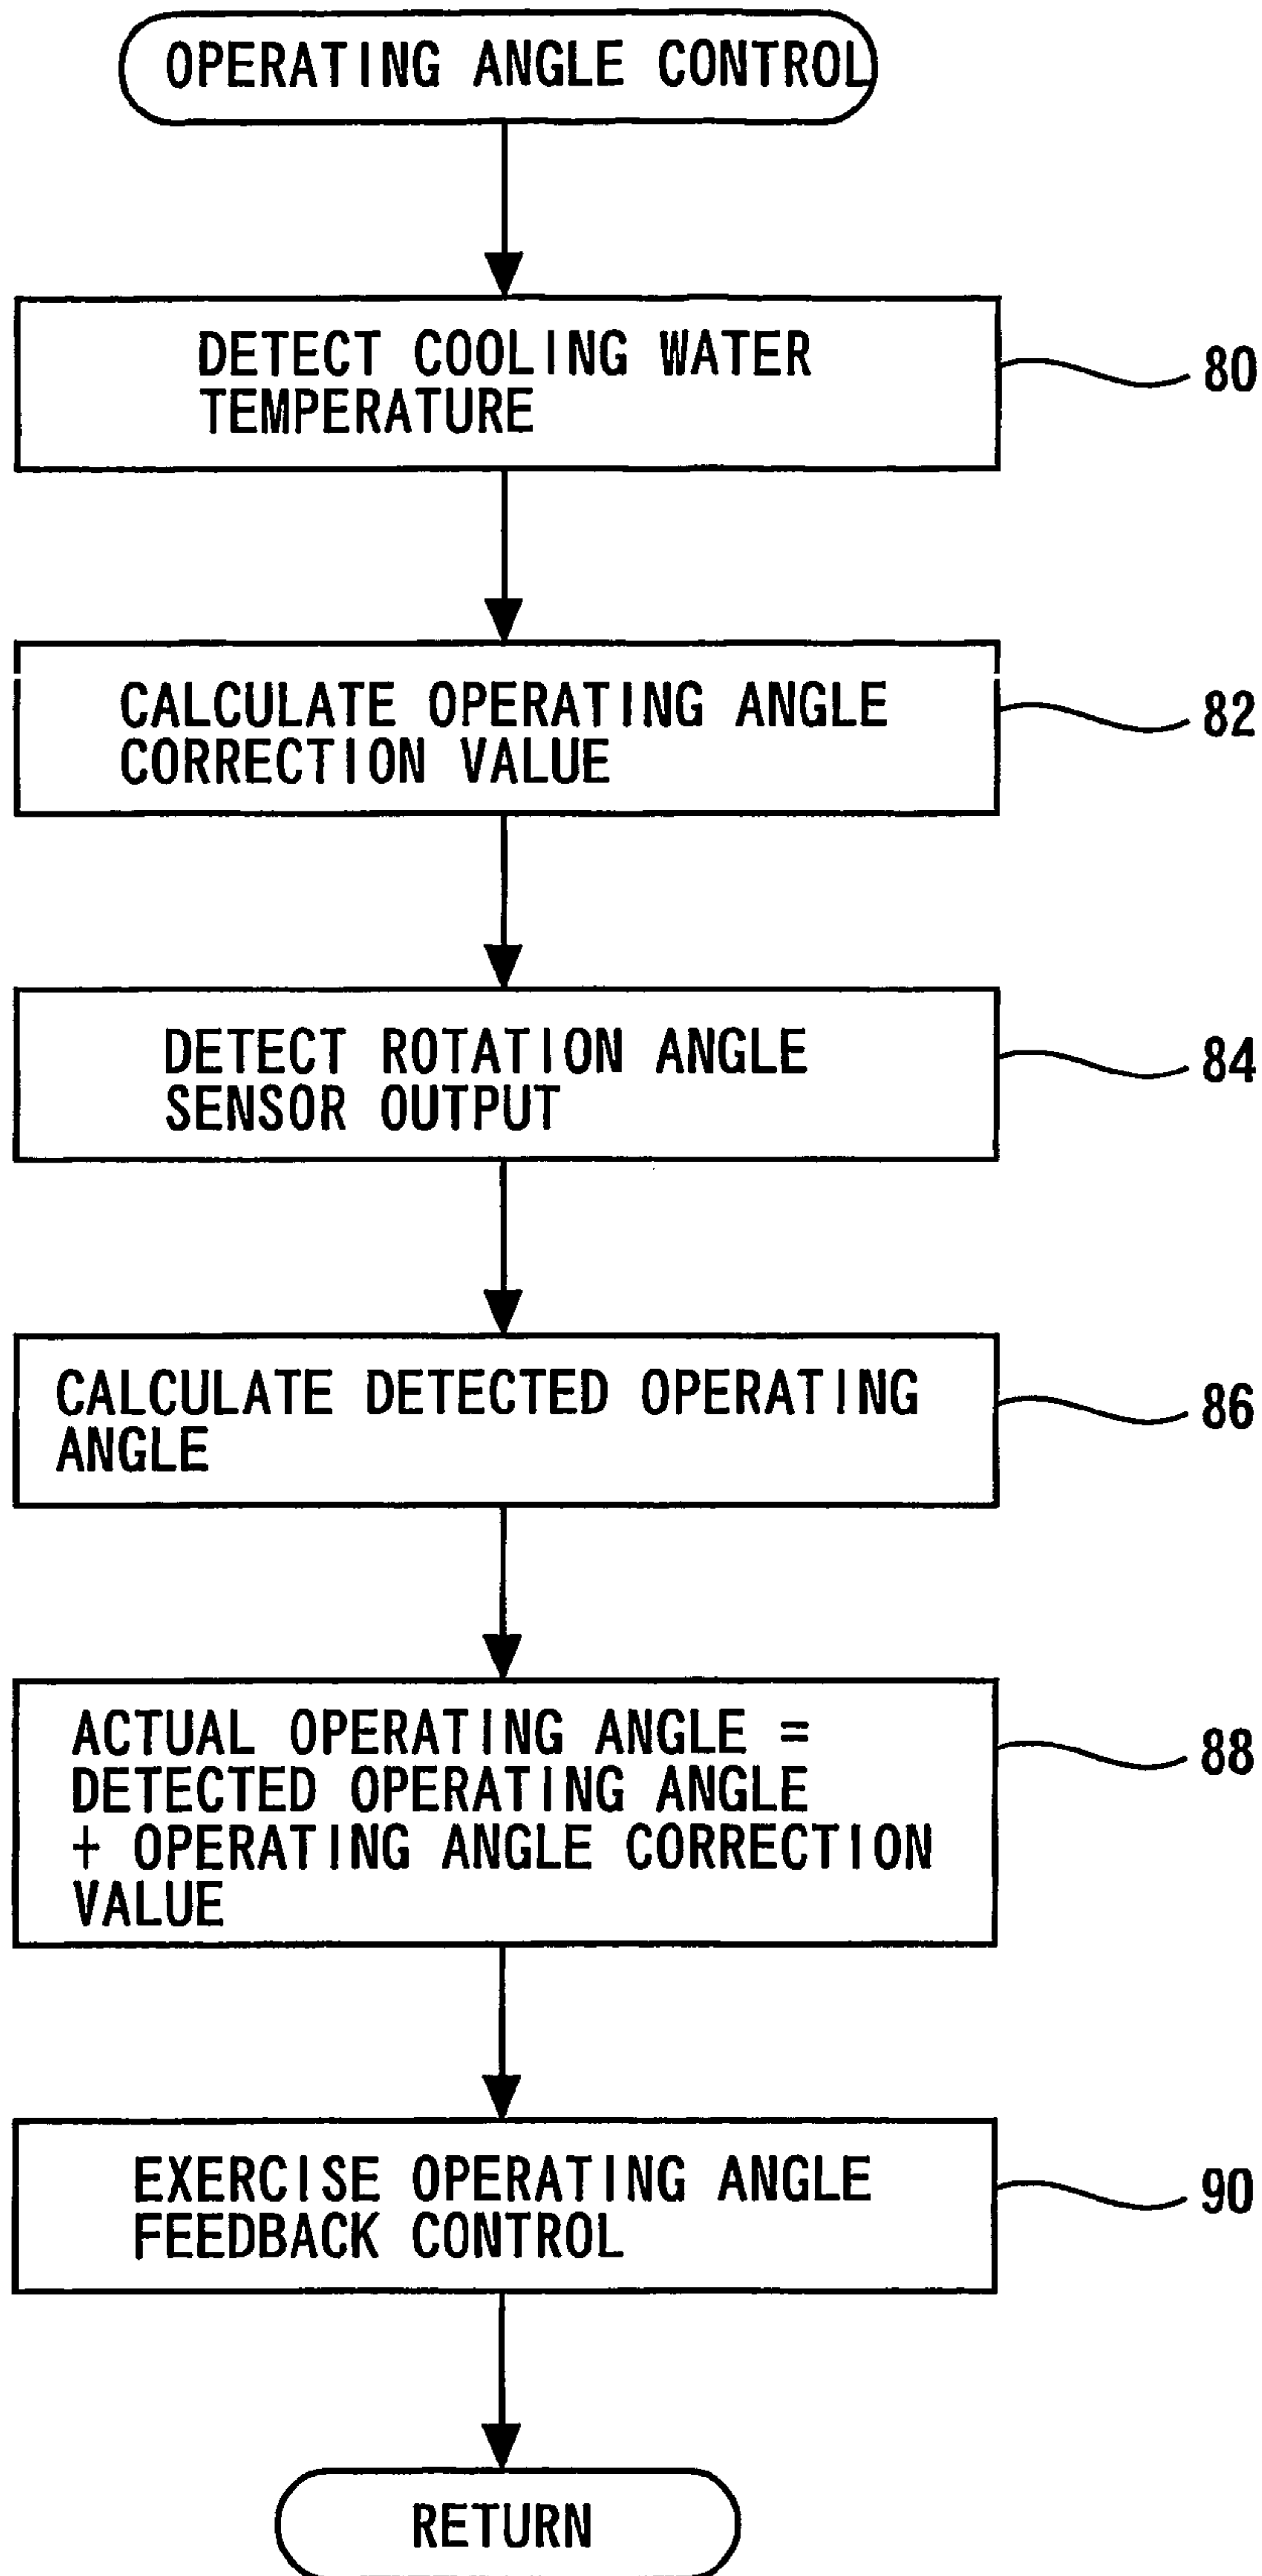 OPERATING ANGLE CONTROL
DETECT COOLING WATER
TEMPERATURE
80
CALCULATE OPERATING ANGLE
CORRECTION VALUE
82
DETECT ROTATION ANGLE
SENSOR OUTPUT
84
CALCULATE DETECTED OPERATING
ANGLE
86
ACTUAL OPERATING ANGLE =
DETECTED OPERATING ANGLE
+ OPERATING ANGLE CORRECTION
VALUE
88
EXERCISE OPERATING ANGLE
FEEDBACK CONTROL
90
RETURN